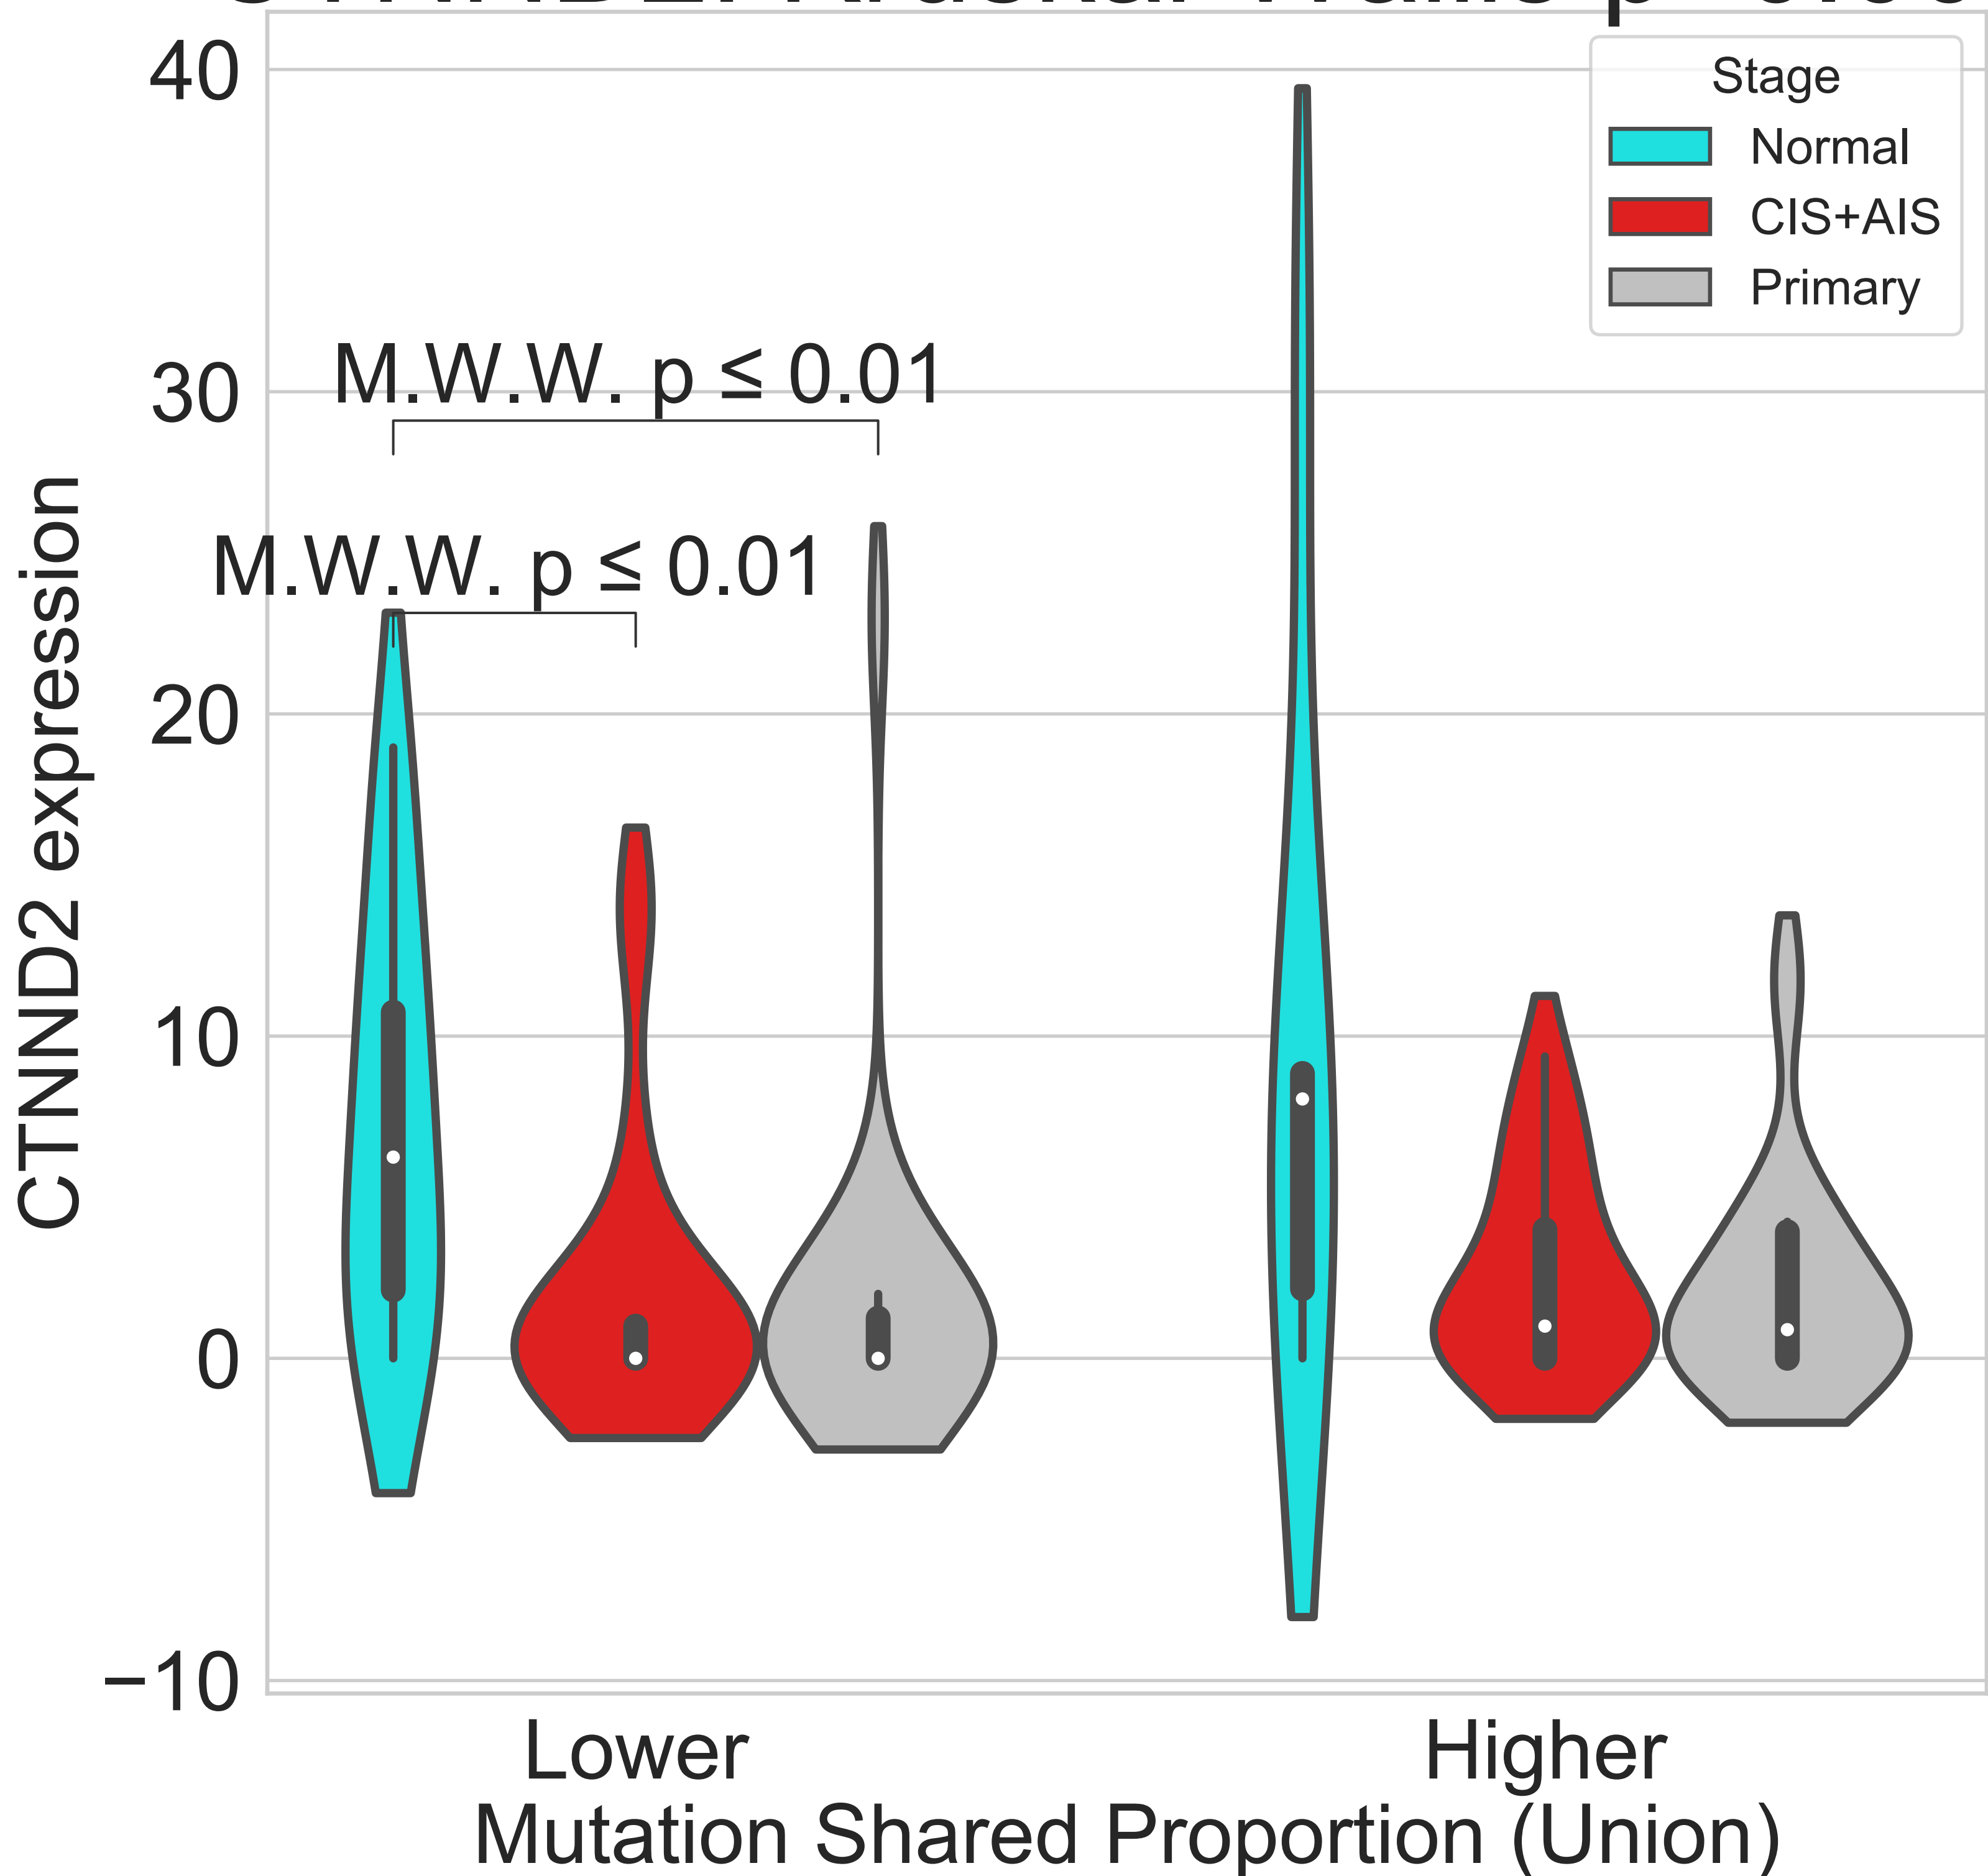 40
Stage
Normal
CIS+AIS
Primary
M.W.W. p ≤ 0.01
30
M.W.W. p ≤ 0.01
20
10
0
−10
CTNND2 expression
Lower
Higher
Mutation Shared Proportion (Union)